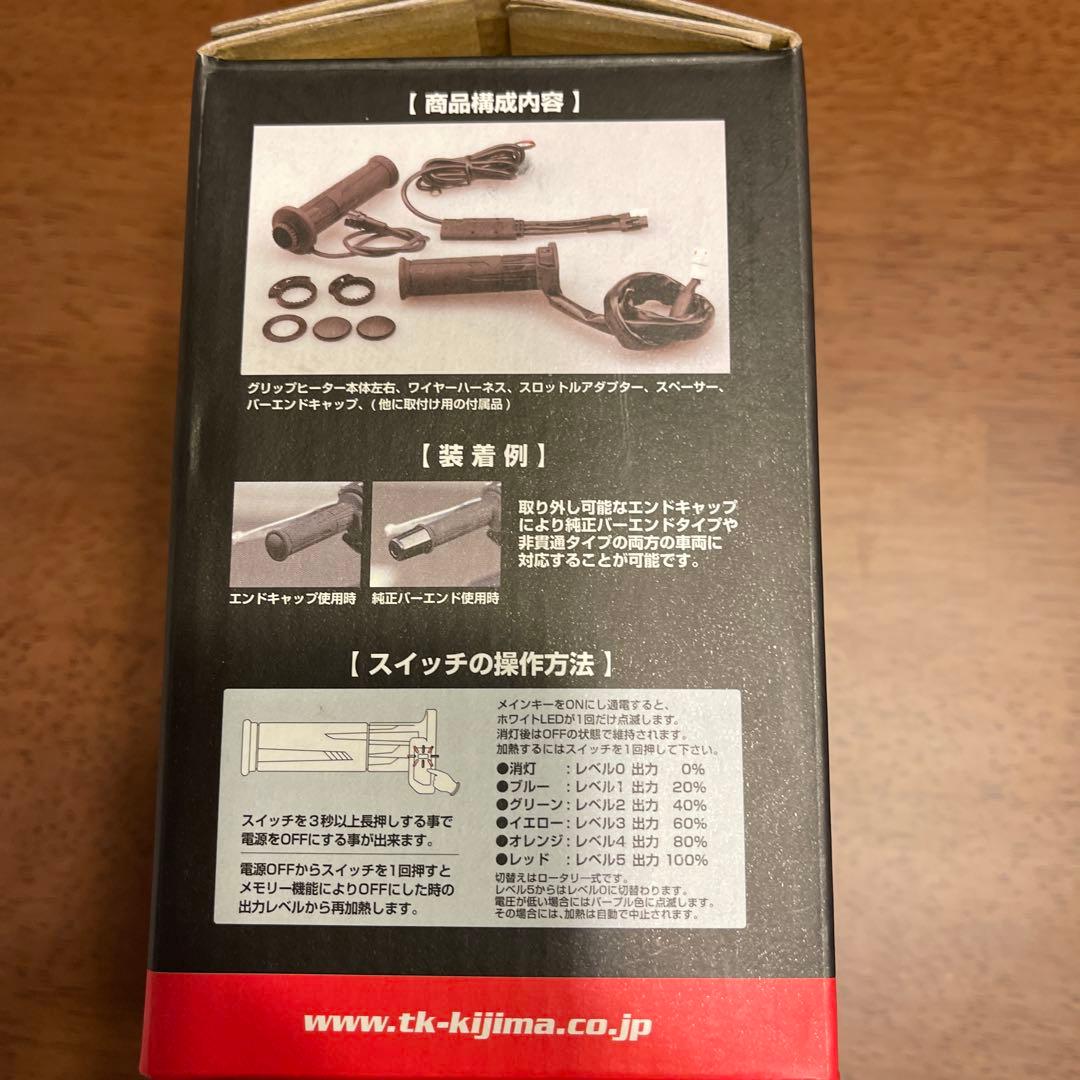 【 商品構成内容 】
グリップヒーター本体左右、ワイヤーハーネス、スロットルアダプター、スペーサー、
バーエンドキャップ、( 他に取付け用の付属品 )
【 装 着 例 】
取り外し可能なエンドキャップ
により純正バーエンドタイプや
非貫通タイプの両方の車両に
対応することが可能です。
エンドキャップ使用時
純正バーエンド使用時
【 スイッチの操作方法 】
スイッチを3秒以上長押しする事で
電源をOFFにする事が出来ます。
電源OFFからスイッチを1回押すと
メモリー機能によりOFFにした時の
出力レベルから再加熱します。
メインキーをONにし通電すると、
ホワイトLEDが1回だけ点滅します。
消灯後はOFFの状態で維持されます。
加熱するにはスイッチを1回押して下さい。
●消灯 : レベル0 出力 0%
●ブルー : レベル1 出力 20%
●グリーン : レベル2 出力 40%
●イエロー : レベル3 出力 60%
●オレンジ : レベル4 出力 80%
●レッド : レベル5 出力 100%
切替えはロータリー式です。
レベル5からはレベル0に切替わります。
電圧が低い場合にはパープル色に点滅します。
その場合には、加熱は自動で中止されます。
www.tk-kijima.co.jp